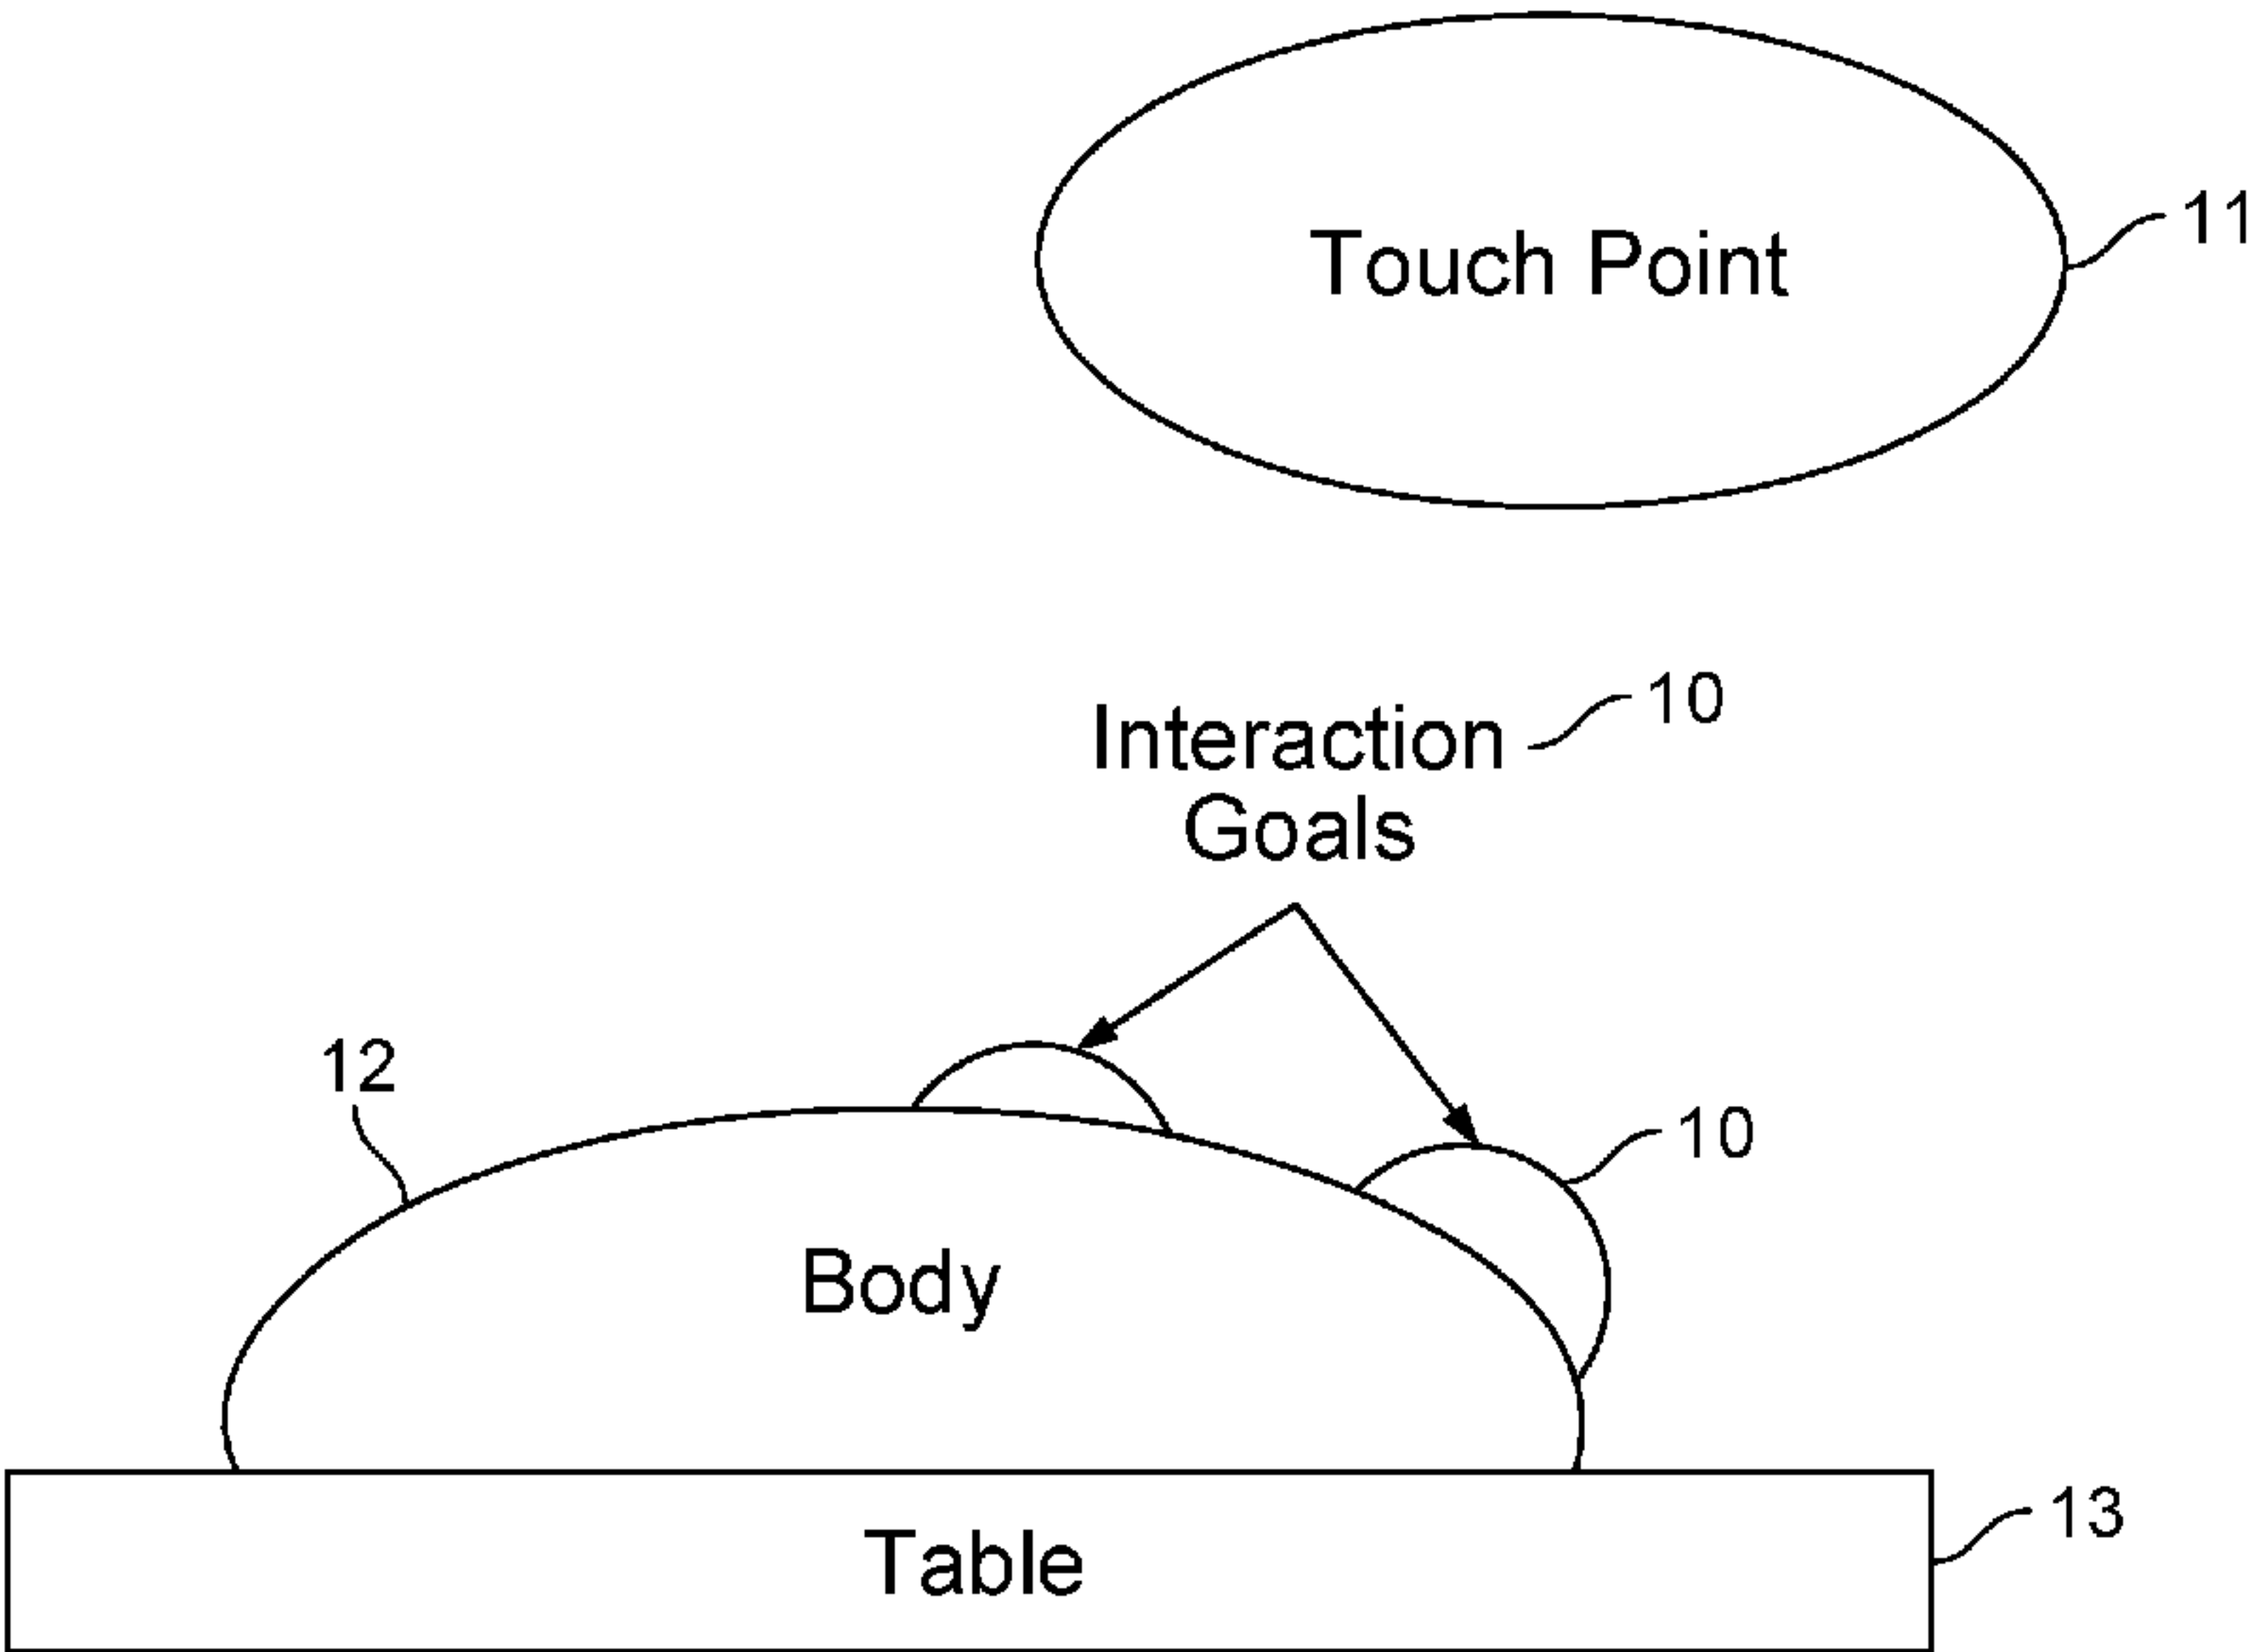 Touch Point
11
Interaction
10
Goals
12
10
Body
Table
13